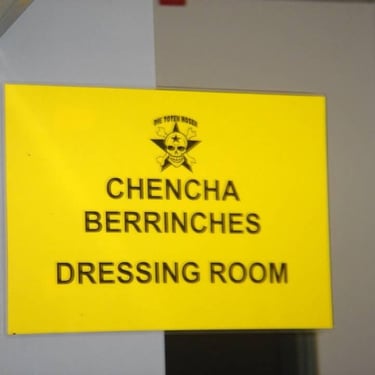 DIE TOTEN HOSEN
CHENCHA
BERRINCHES
DRESSING ROOM